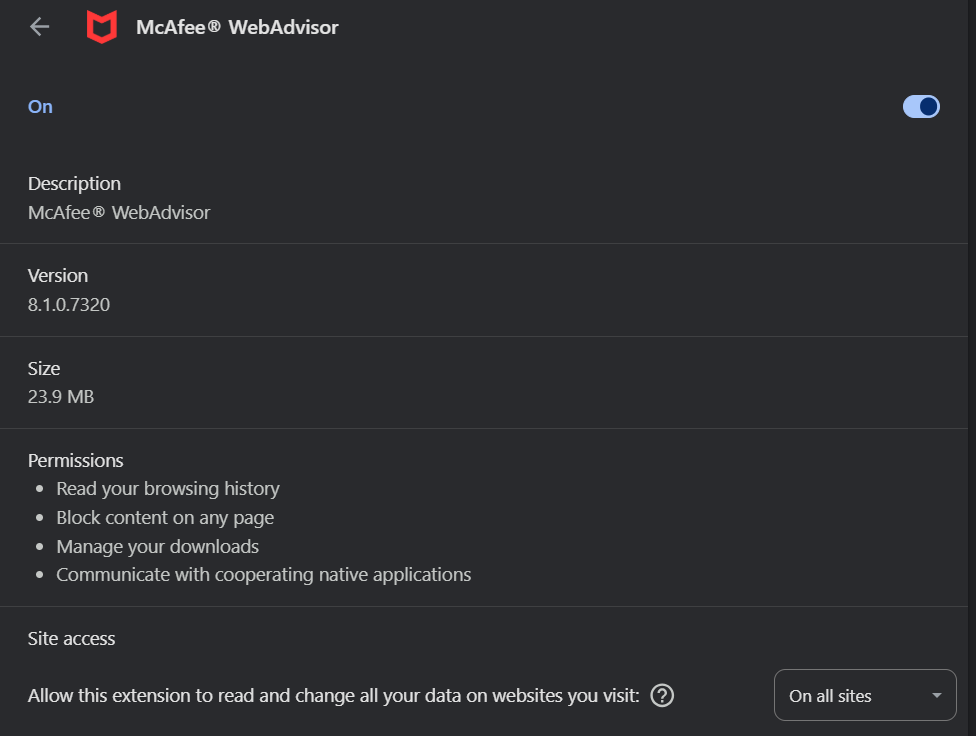 McAfee® WebAdvisor
On
Description
McAfee® WebAdvisor
Version
8.1.0.7320
Size
23.9 MB
Permissions
Read your browsing history
Block content on any page
Manage your downloads
Communicate with cooperating native applications
Site access
Allow this extension to read and change all your data on websites you visit: ? On all sites